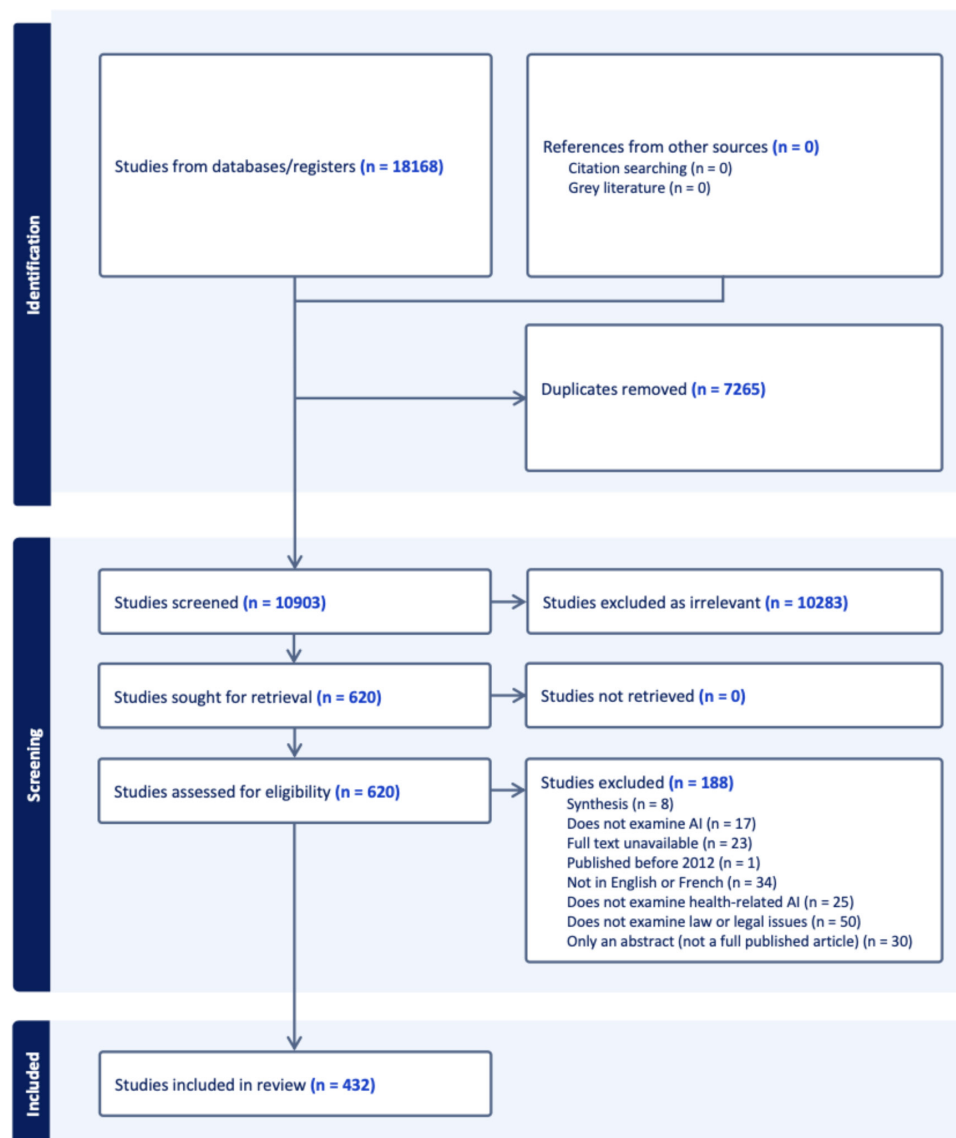 Identification
Studies from databases/registers (n = 18168)
References from other sources (n = 0)
Citation searching (n = 0)
Grey literature (n = 0)
Duplicates removed (n = 7265)
Screening
Studies screened (n = 10903)
Studies excluded as irrelevant (n = 10283)
Studies sought for retrieval (n = 620)
Studies not retrieved (n = 0)
Studies assessed for eligibility (n = 620)
Studies excluded (n = 188)
Synthesis (n = 8)
Does not examine AI (n = 17)
Full text unavailable (n = 23)
Published before 2012 (n = 1)
Not in English or French (n = 34)
Does not examine health-related AI (n = 25)
Does not examine law or legal issues (n = 50)
Only an abstract (not a full published article) (n = 30)
Included
Studies included in review (n = 432)